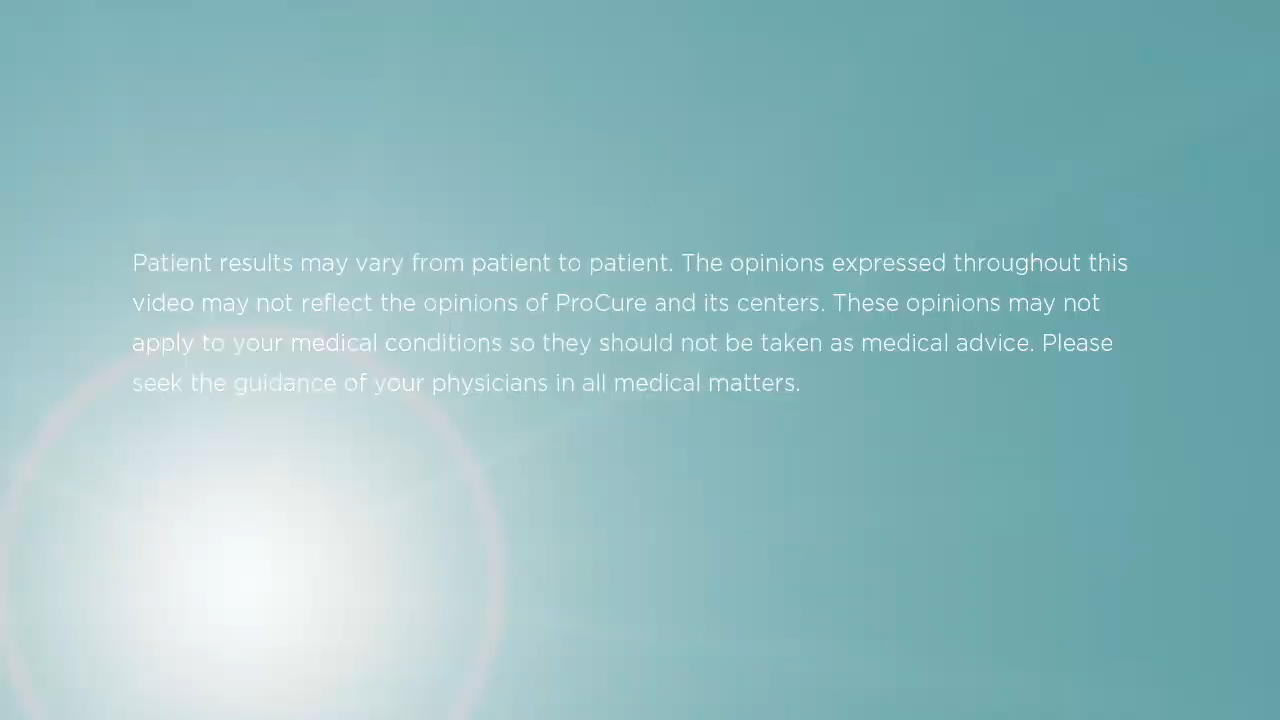 Patient results may vary from patient to patient. The opinions expressed throughout this
video may not reflect the opinions of ProCure and its centers. These opinions may not
apply to your medical conditions so they should not be taken as medical advice. Please
seek the guidance of your physicians in all medical matters.